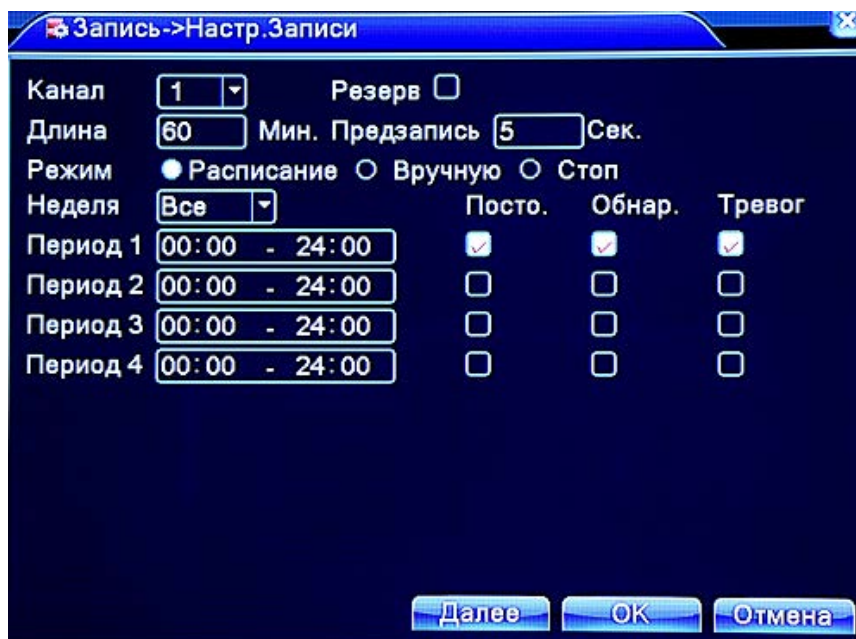 Запись->Настр.Записи
Канал 1 Резерв
Длина 60 Мин. Предзапись 5 Сек.
Режим Расписание Вручную Стоп
Неделя Все Посто. Обнар. Тревог
Период 1 00:00 - 24:00
Период 2 00:00 - 24:00
Период 3 00:00 - 24:00
Период 4 00:00 - 24:00
Далее OK Отмена